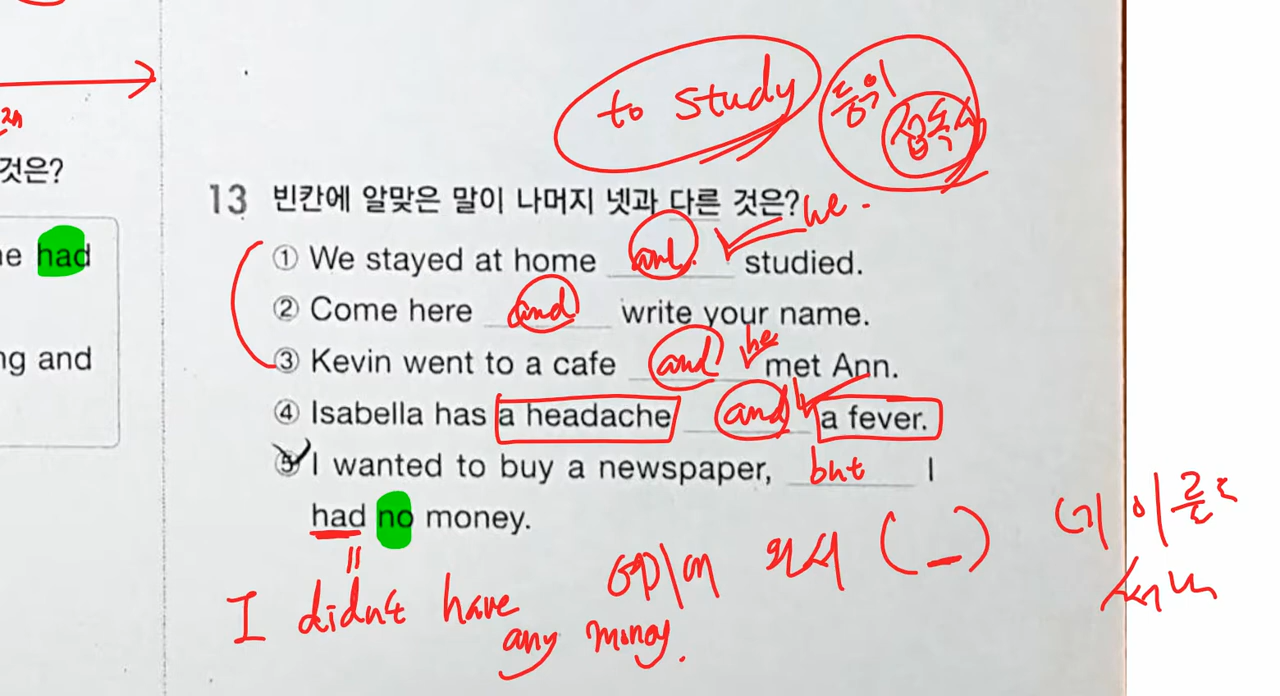 to study
등위
접속사
것은?
13 빈칸에 알맞은 말이 나머지 넷과 다른 것은?
we.
① We stayed at home and studied.
② Come here and write your name.
he
③ Kevin went to a cafe and met Ann.
④ Isabella has a headache and a fever.
⑤ I wanted to buy a newspaper, but I
had no money.
I didn't have
any money.
(_)
he had
ng and